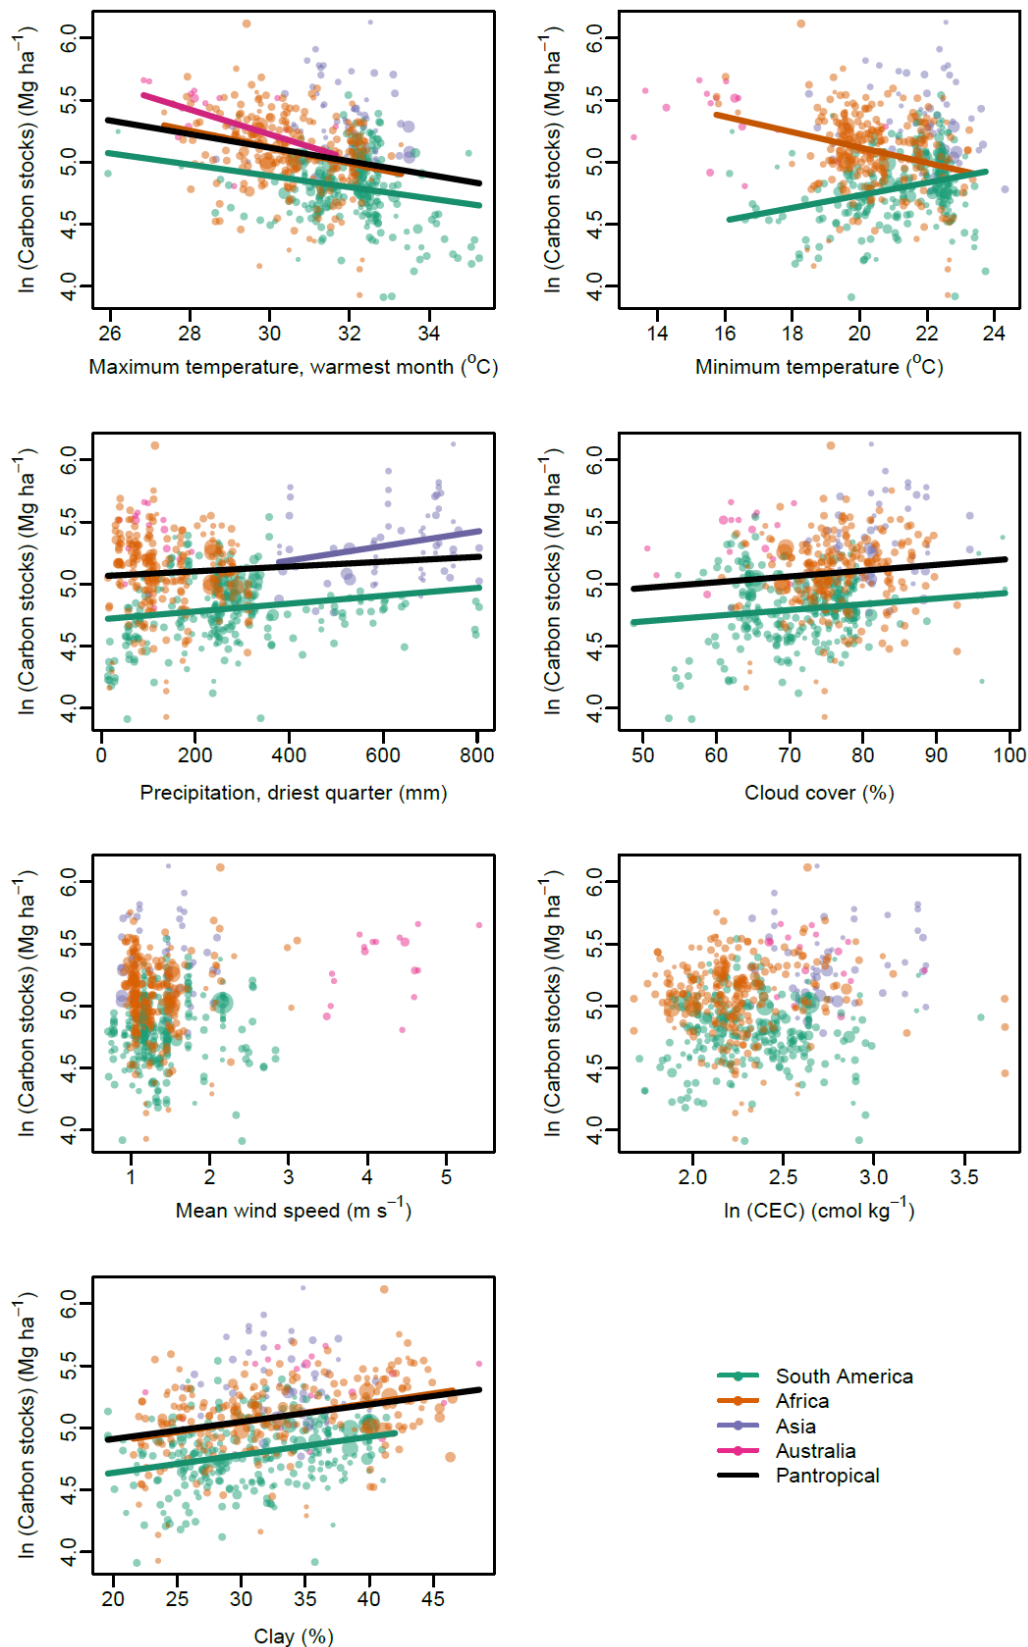 ln (Carbon stocks) (Mg ha⁻¹)
6.0
5.5
5.0
4.5
4.0
26 28 30 32 34
Maximum temperature, warmest month (°C)
ln (Carbon stocks) (Mg ha⁻¹)
6.0
5.5
5.0
4.5
4.0
14 16 18 20 22 24
Minimum temperature (°C)
ln (Carbon stocks) (Mg ha⁻¹)
6.0
5.5
5.0
4.5
4.0
0 200 400 600 800
Precipitation, driest quarter (mm)
ln (Carbon stocks) (Mg ha⁻¹)
6.0
5.5
5.0
4.5
4.0
50 60 70 80 90 100
Cloud cover (%)
ln (Carbon stocks) (Mg ha⁻¹)
6.0
5.5
5.0
4.5
4.0
1 2 3 4 5
Mean wind speed (m s⁻¹)
ln (Carbon stocks) (Mg ha⁻¹)
6.0
5.5
5.0
4.5
4.0
2.0 2.5 3.0 3.5
ln (CEC) (cmol kg⁻¹)
ln (Carbon stocks) (Mg ha⁻¹)
6.0
5.5
5.0
4.5
4.0
20 25 30 35 40 45
Clay (%)
South America
Africa
Asia
Australia
Pantropical